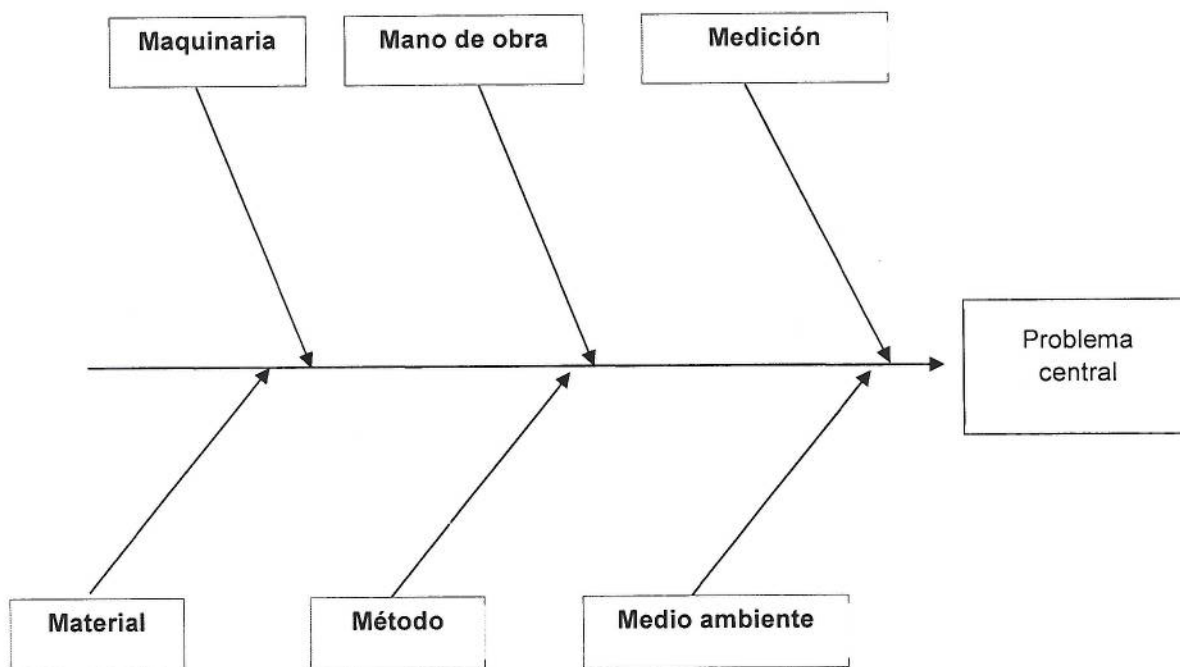 Maquinaria
Mano de obra
Medición
Problema
central
Material
Método
Medio ambiente